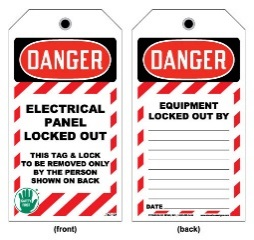 DANGER
ELECTRICAL
PANEL
LOCKED OUT
THIS TAG & LOCK
TO BE REMOVED ONLY
BY THE PERSON
SHOWN ON BACK
(front)
DANGER
EQUIPMENT
LOCKED OUT BY
DATE
(back)